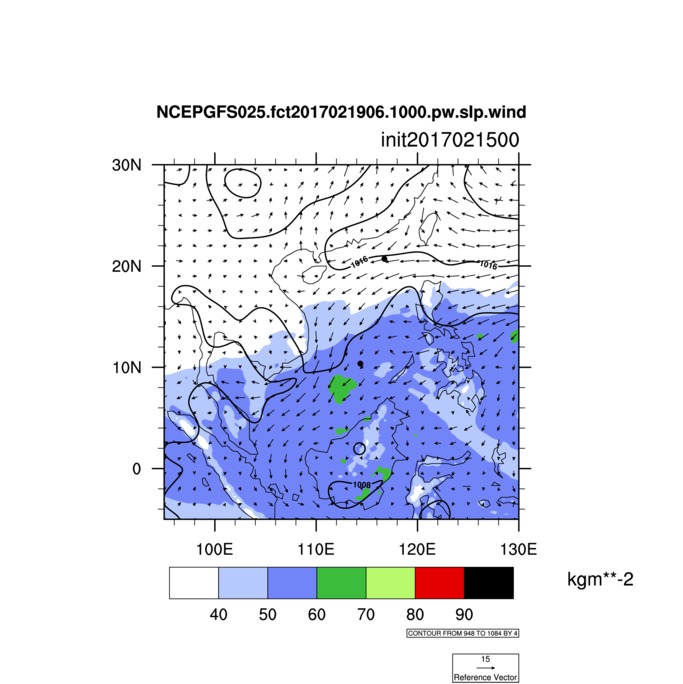 NCEPGFS025.fct2017021906.1000.pw.slp.wind
init2017021500
30N
20N
10N
0
1016
1016
1008
100E 110E 120E 130E
kgm**-2
40 50 60 70 80 90
CONTOUR FROM 948 TO 1084 BY 4
15
Reference Vector